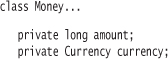 class Money...
private long amount;
private Currency currency;